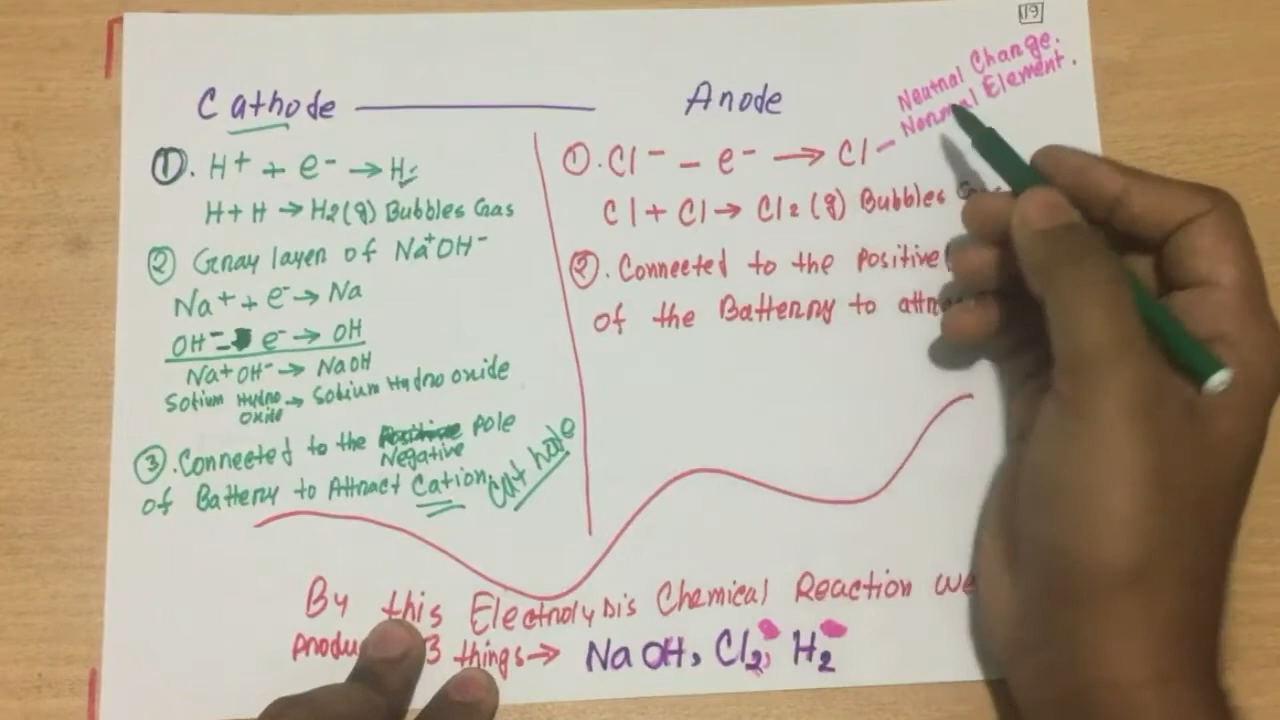 19
Cathode
Anode
Neutral Change.
Normal Element.
①. H+ + e- → H
H+H → H2(g) Bubbles Gas
② Gray layer of Na+OH-
Na+ + e- → Na
OH- - e- → OH
Na+OH- → NaOH
Sotium Hydro Oxide → Sodium Hydro oxide
③. Connected to the Negative pole
of Battery to Attract Cation.
Cathode
①. Cl- - e- → Cl
Cl + Cl → Cl2 (g) Bubbles
②. Connected to the Positive
of the Batterry to
By this Electrolysis Chemical Reaction we
3 things → NaOH, Cl2, H2